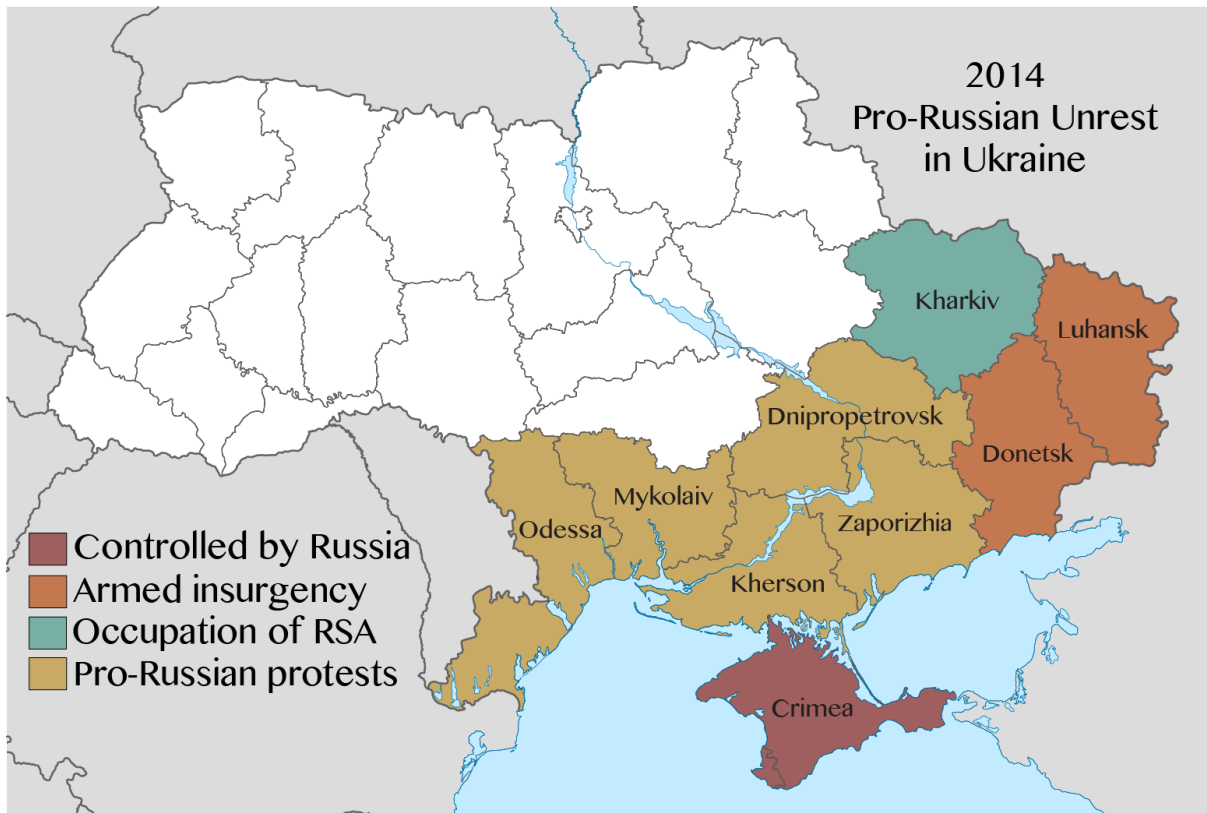 2014
Pro-Russian Unrest
in Ukraine
Kharkiv
Luhansk
Dnipropetrovsk
Donetsk
Mykolaiv
Odessa
Zaporizhia
Kherson
Crimea
Controlled by Russia
Armed insurgency
Occupation of RSA
Pro-Russian protests